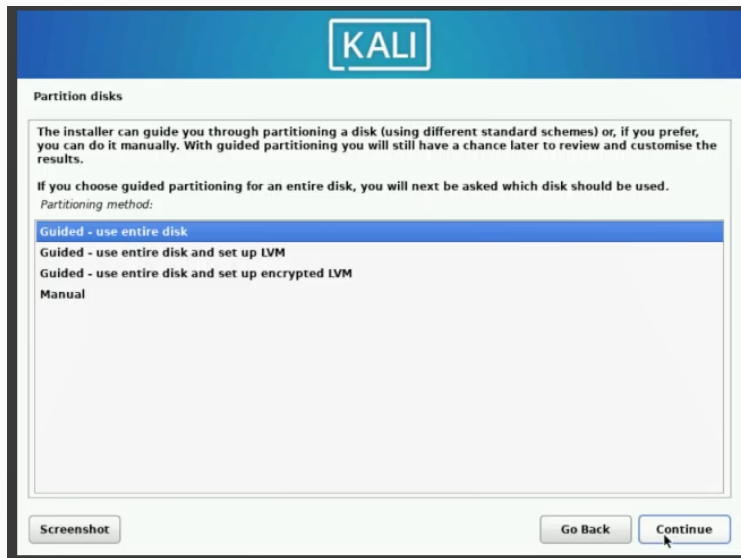 KALI
Partition disks
The installer can guide you through partitioning a disk (using different standard schemes) or, if you prefer,
you can do it manually. With guided partitioning you will still have a chance later to review and customise the
results.
If you choose guided partitioning for an entire disk, you will next be asked which disk should be used.
Partitioning method:
Guided - use entire disk
Guided - use entire disk and set up LVM
Guided - use entire disk and set up encrypted LVM
Manual
Screenshot
Go Back
Continue